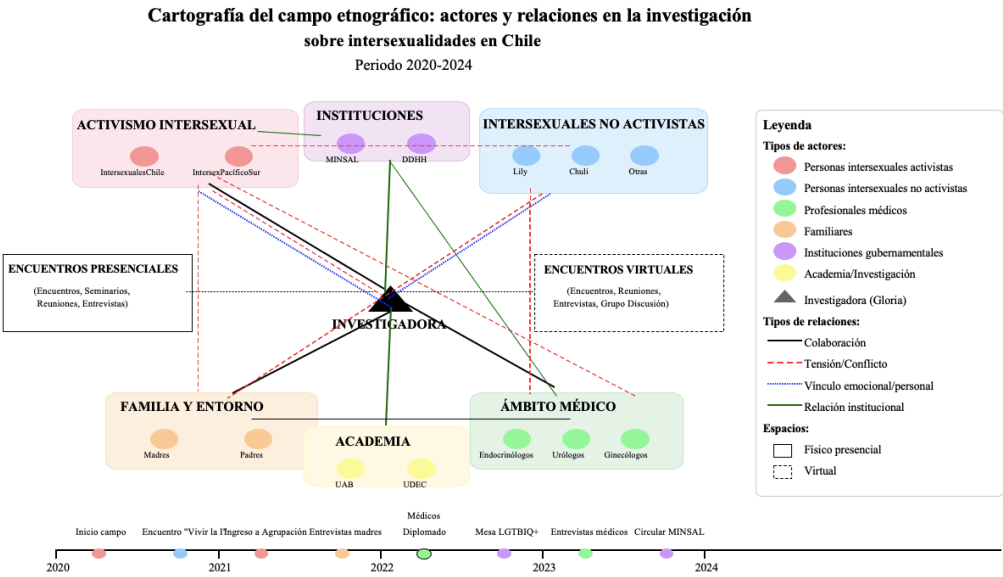 Cartografía del campo etnográfico: actores y relaciones en la investigación
sobre intersexualidades en Chile
Periodo 2020-2024
ACTIVISMO INTERSEXUAL
IntersexualesChile
IntersexPacíficoSur
INSTITUCIONES
MINSAL
DDHH
INTERSEXUALES NO ACTIVISTAS
Lily
Chuli
Otras
ENCUENTROS PRESENCIALES
(Encuentros, Seminarios,
Reuniones, Entrevistas)
INVESTIGADORA
ENCUENTROS VIRTUALES
(Encuentros, Reuniones,
Entrevistas, Grupo Discusión)
FAMILIA Y ENTORNO
Madres
Padres
ACADEMIA
UAB
UDEC
ÁMBITO MÉDICO
Endocrinólogos
Urólogos
Ginecólogos
Leyenda
Tipos de actores:
Personas intersexuales activistas
Personas intersexuales no activistas
Profesionales médicos
Familiares
Instituciones gubernamentales
Academia/Investigación
Investigadora (Gloria)
Tipos de relaciones:
Colaboración
Tensión/Conflicto
Vínculo emocional/personal
Relación institucional
Espacios:
Físico presencial
Virtual
Inicio campo
Encuentro "Vivir la I"
Ingreso a Agrupación
Entrevistas madres
Médicos
Diplomado
Mesa LGTBIQ+
Entrevistas médicos
Circular MINSAL
2020
2021
2022
2023
2024